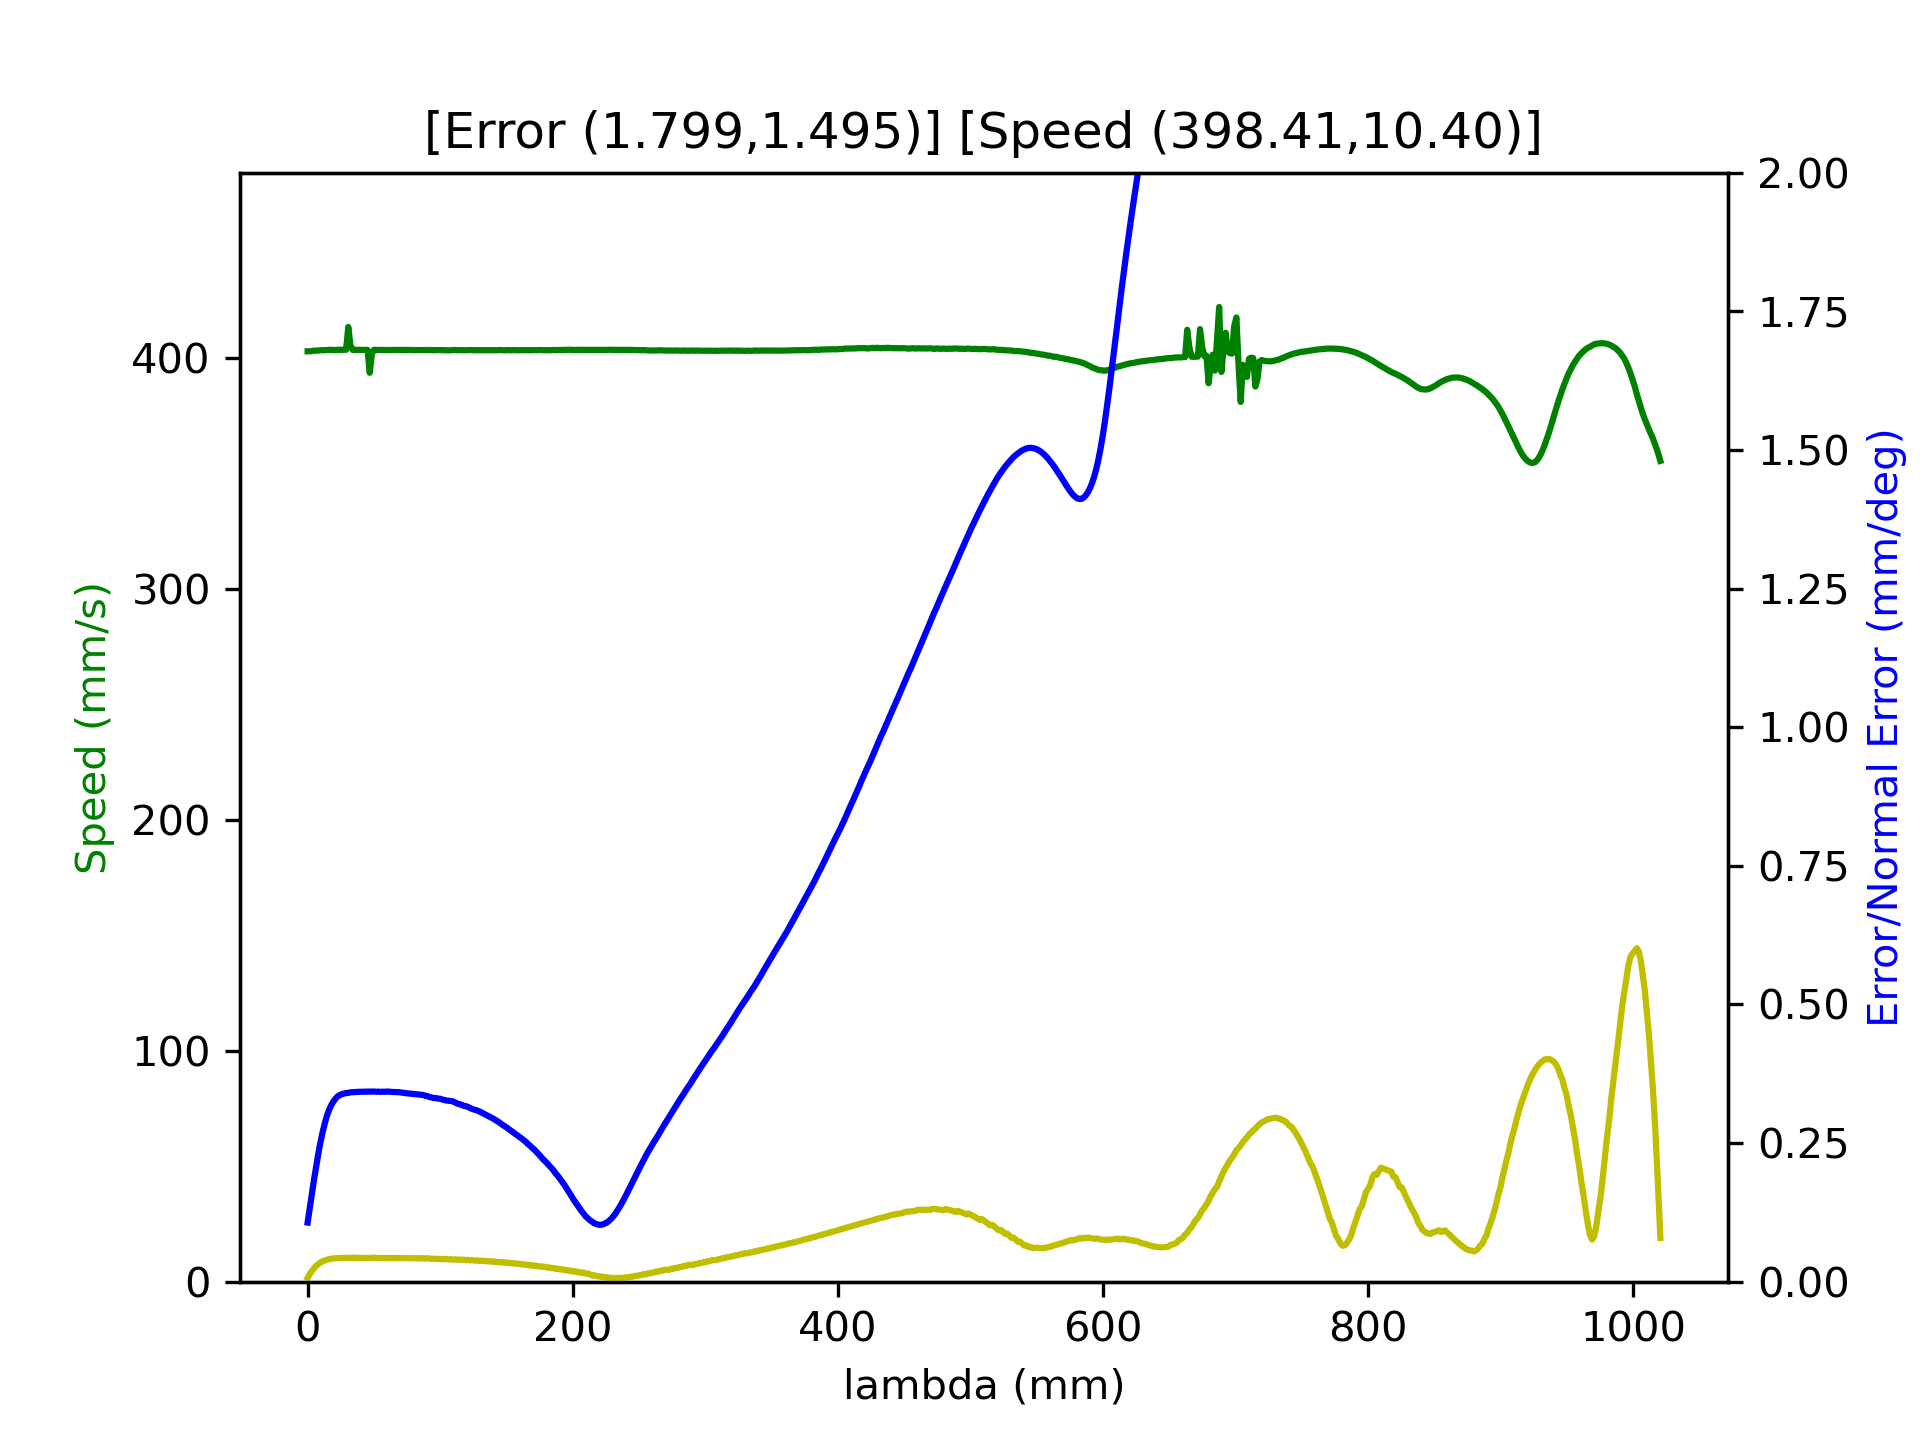 [Error (1.799,1.495)] [Speed (398.41,10.40)]
2.00
1.75
1.50
1.25
1.00
0.75
0.50
0.25
0.00
Error/Normal Error (mm/deg)
400
300
200
100
0
Speed (mm/s)
0 200 400 600 800 1000
lambda (mm)